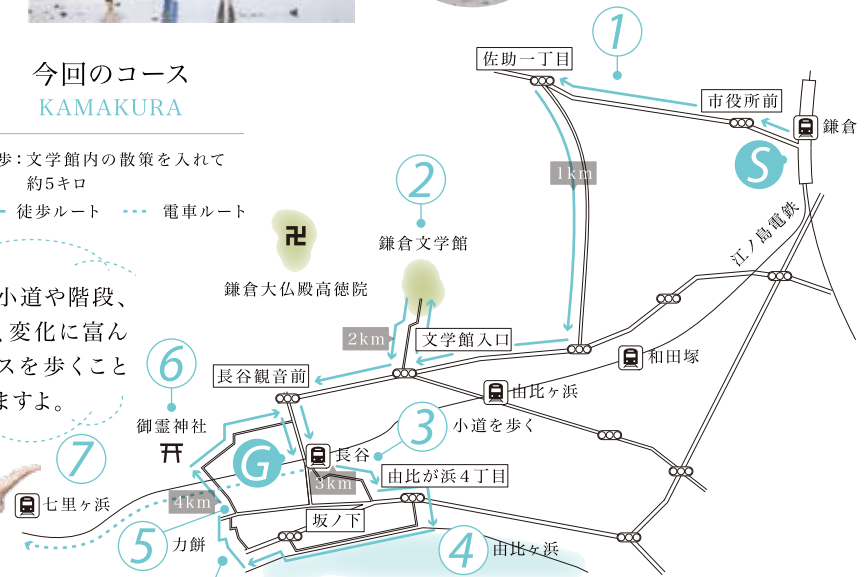 今回のコース
KAMAKURA
歩：文学館内の散策を入れて
約5キロ
徒歩ルート 電車ルート
小道や階段、
、変化に富ん
スを歩くこと
ますよ。
1
佐助一丁目
市役所前
鎌倉
S
1km
江ノ島電鉄
2
鎌倉文学館
卍
鎌倉大仏殿高徳院
2km
文学館入口
和田塚
由比ヶ浜
長谷観音前
6
御霊神社
3
小道を歩く
長谷
G
3km
由比が浜4丁目
7
七里ヶ浜
4km
坂ノ下
5
力餅
4
由比ヶ浜